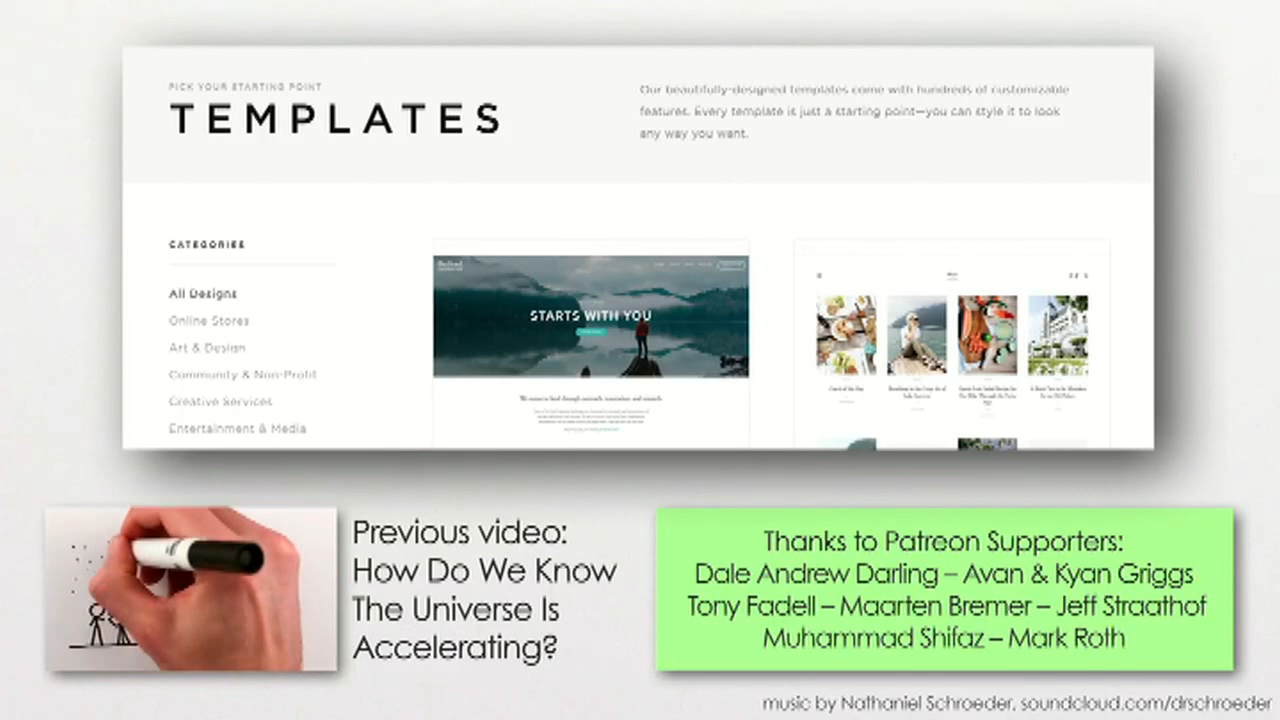 PICK YOUR STARTING POINT
TEMPLATES
Our beautifully-designed templates come with hundreds of customizable
features. Every template is just a starting point—you can style it to look
any way you want.
CATEGORIES
All Designs
Online Stores
Art & Design
Community & Non-Profit
Creative Services
Entertainment & Media
STARTS WITH YOU
Previous video:
How Do We Know
The Universe Is
Accelerating?
Thanks to Patreon Supporters:
Dale Andrew Darling – Avan & Kyan Griggs
Tony Fadell – Maarten Bremer – Jeff Straathof
Muhammad Shifaz – Mark Roth
music by Nathaniel Schroeder, soundcloud.com/drschroeder